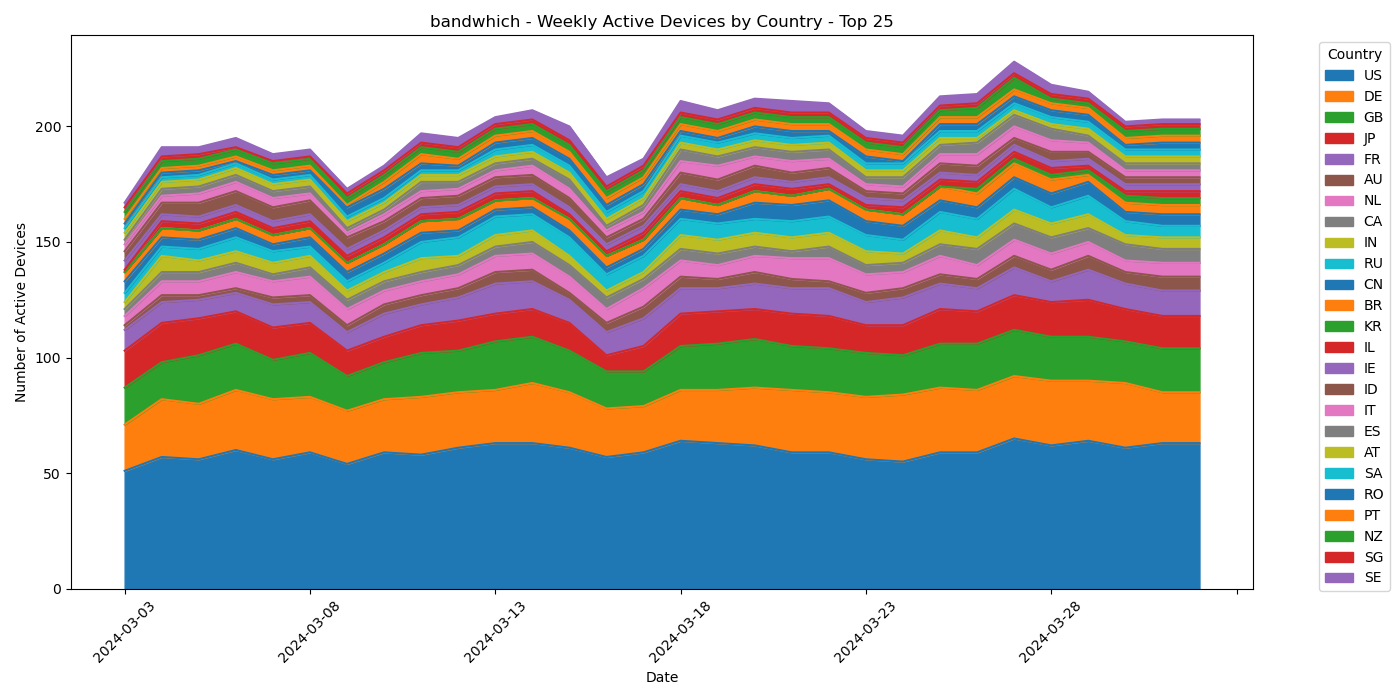 bandwhich - Weekly Active Devices by Country - Top 25
Number of Active Devices
200
150
100
50
0
2024-03-03
2024-03-08
2024-03-13
2024-03-18
2024-03-23
2024-03-28
Date
Country
US
DE
GB
JP
FR
AU
NL
CA
IN
RU
CN
BR
KR
IL
IE
ID
IT
ES
AT
SA
RO
PT
NZ
SG
SE